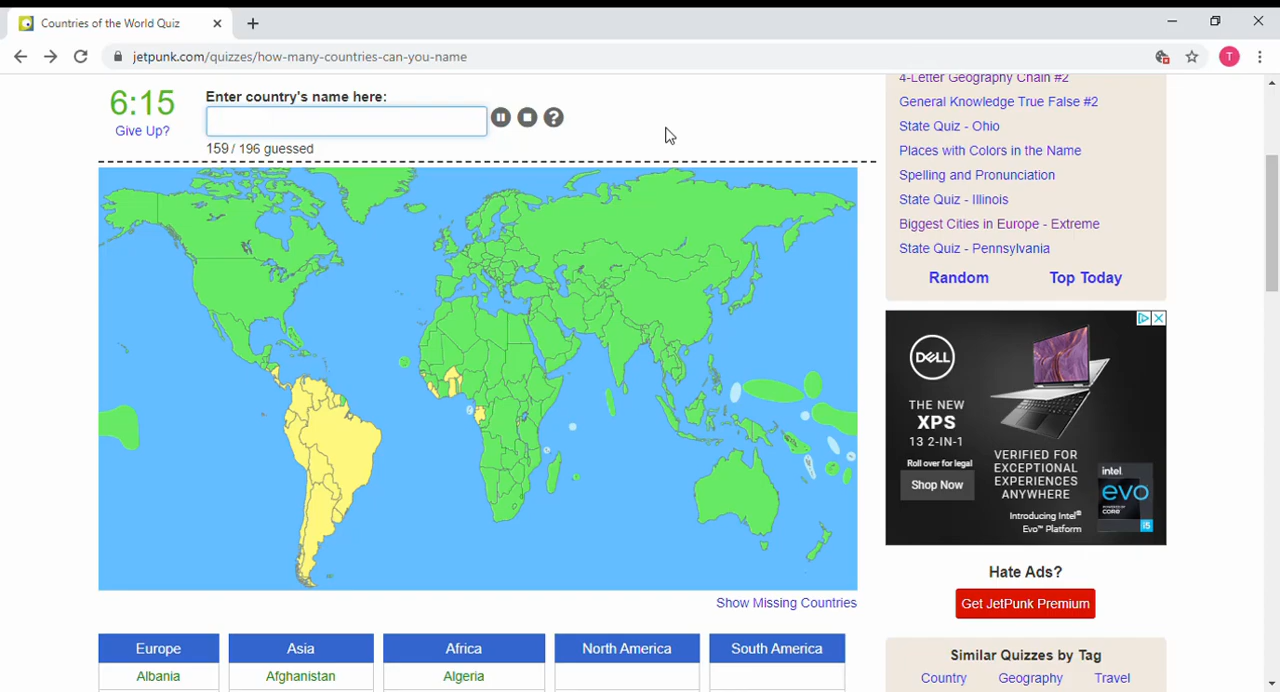 Countries of the World Quiz
jetpunk.com/quizzes/how-many-countries-can-you-name
T
6:15
Give Up?
Enter country's name here:
?
159 / 196 guessed
4-Letter Geography Chain #2
General Knowledge True False #2
State Quiz - Ohio
Places with Colors in the Name
Spelling and Pronunciation
State Quiz - Illinois
Biggest Cities in Europe - Extreme
State Quiz - Pennsylvania
Random Top Today
DELL
THE NEW
XPS
13 2-IN-1
Roll over for legal
Shop Now
VERIFIED FOR
EXCEPTIONAL
EXPERIENCES
ANYWHERE
Introducing Intel®
Evo™ Platform
intel.
evo
POWERED BY
CORE
i5
Show Missing Countries
Hate Ads?
Get JetPunk Premium
Europe Asia Africa North America South America
Albania Afghanistan Algeria
Similar Quizzes by Tag
Country Geography Travel